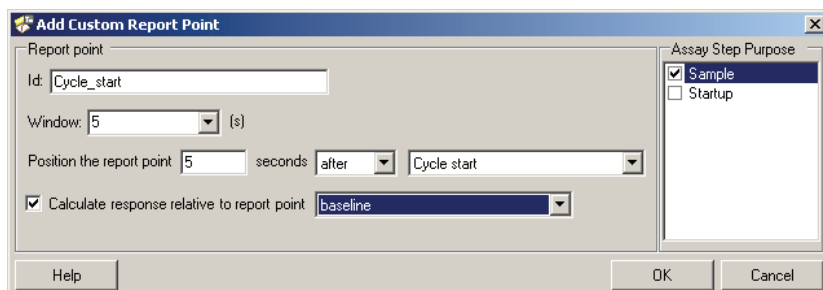 Add Custom Report Point
Report point
Id: Cycle_start
Window: 5 (s)
Position the report point 5 seconds after Cycle start
Calculate response relative to report point baseline
Assay Step Purpose
Sample
Startup
Help OK Cancel